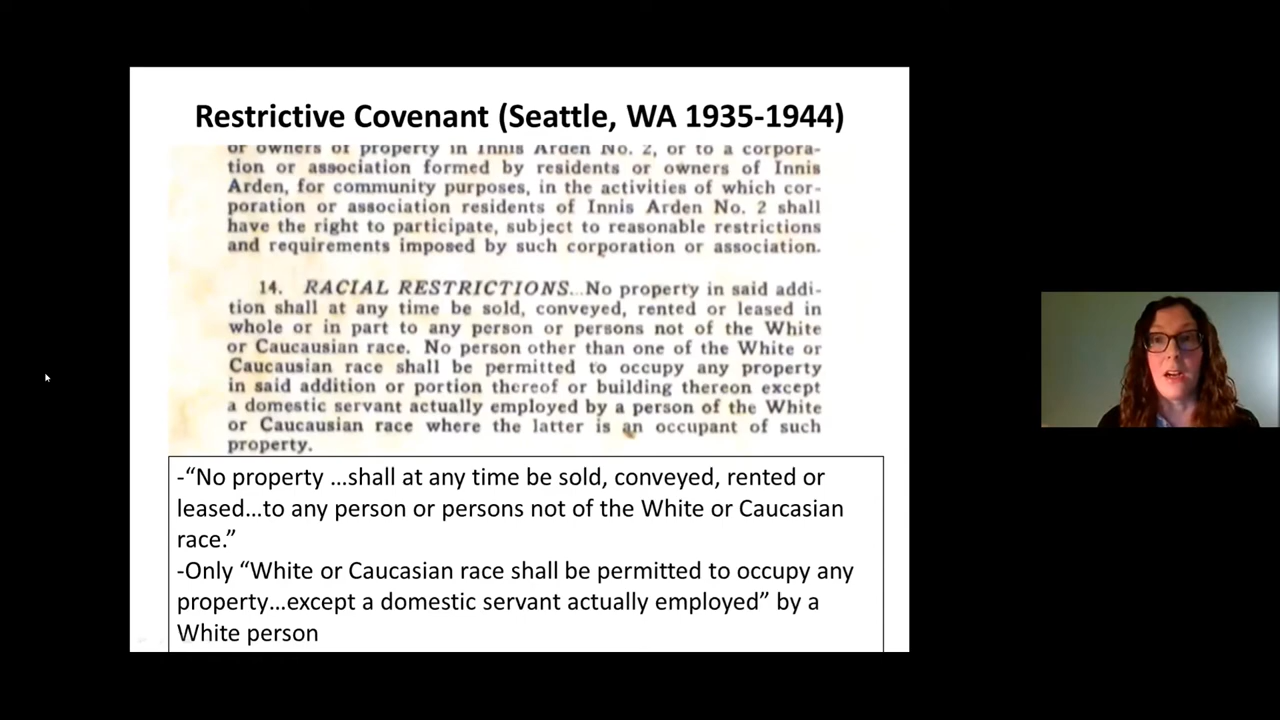 Restrictive Covenant (Seattle, WA 1935-1944)
or owners of property in Innis Arden No. 2, or to a corpora-
tion or association formed by residents or owners of Innis
Arden, for community purposes, in the activities of which cor-
poration or association residents of Innis Arden No. 2 shall
have the right to participate, subject to reasonable restrictions
and requirements imposed by such corporation or association.
14. RACIAL RESTRICTIONS...No property in said addi-
tion shall at any time be sold, conveyed, rented or leased in
whole or in part to any person or persons not of the White
or Caucausian race. No person other than one of the White or
Caucausian race shall be permitted to occupy any property
in said addition or portion thereof or building thereon except
a domestic servant actually employed by a person of the White
or Caucausian race where the latter is an occupant of such
property.
-“No property ...shall at any time be sold, conveyed, rented or
leased...to any person or persons not of the White or Caucasian
race.”
-Only “White or Caucasian race shall be permitted to occupy any
property...except a domestic servant actually employed” by a
White person